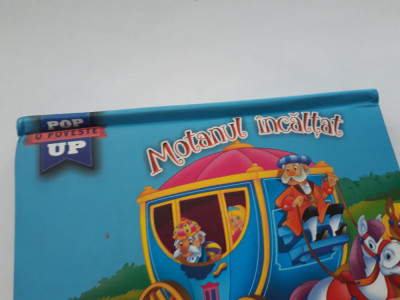 POP
O POVESTE
UP
Motanul încălțat